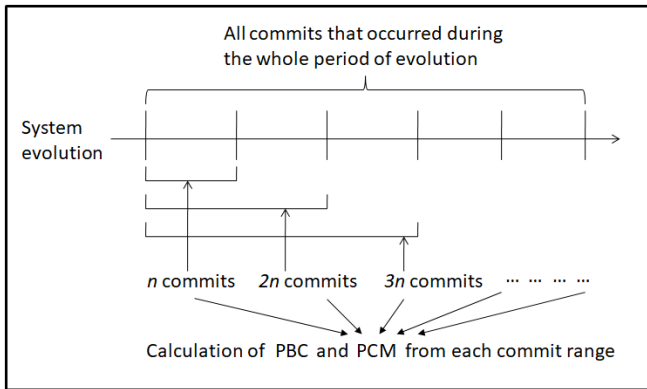 All commits that occurred during
the whole period of evolution
System
evolution
n commits 2n commits 3n commits ... ... ... ...
Calculation of PBC and PCM from each commit range